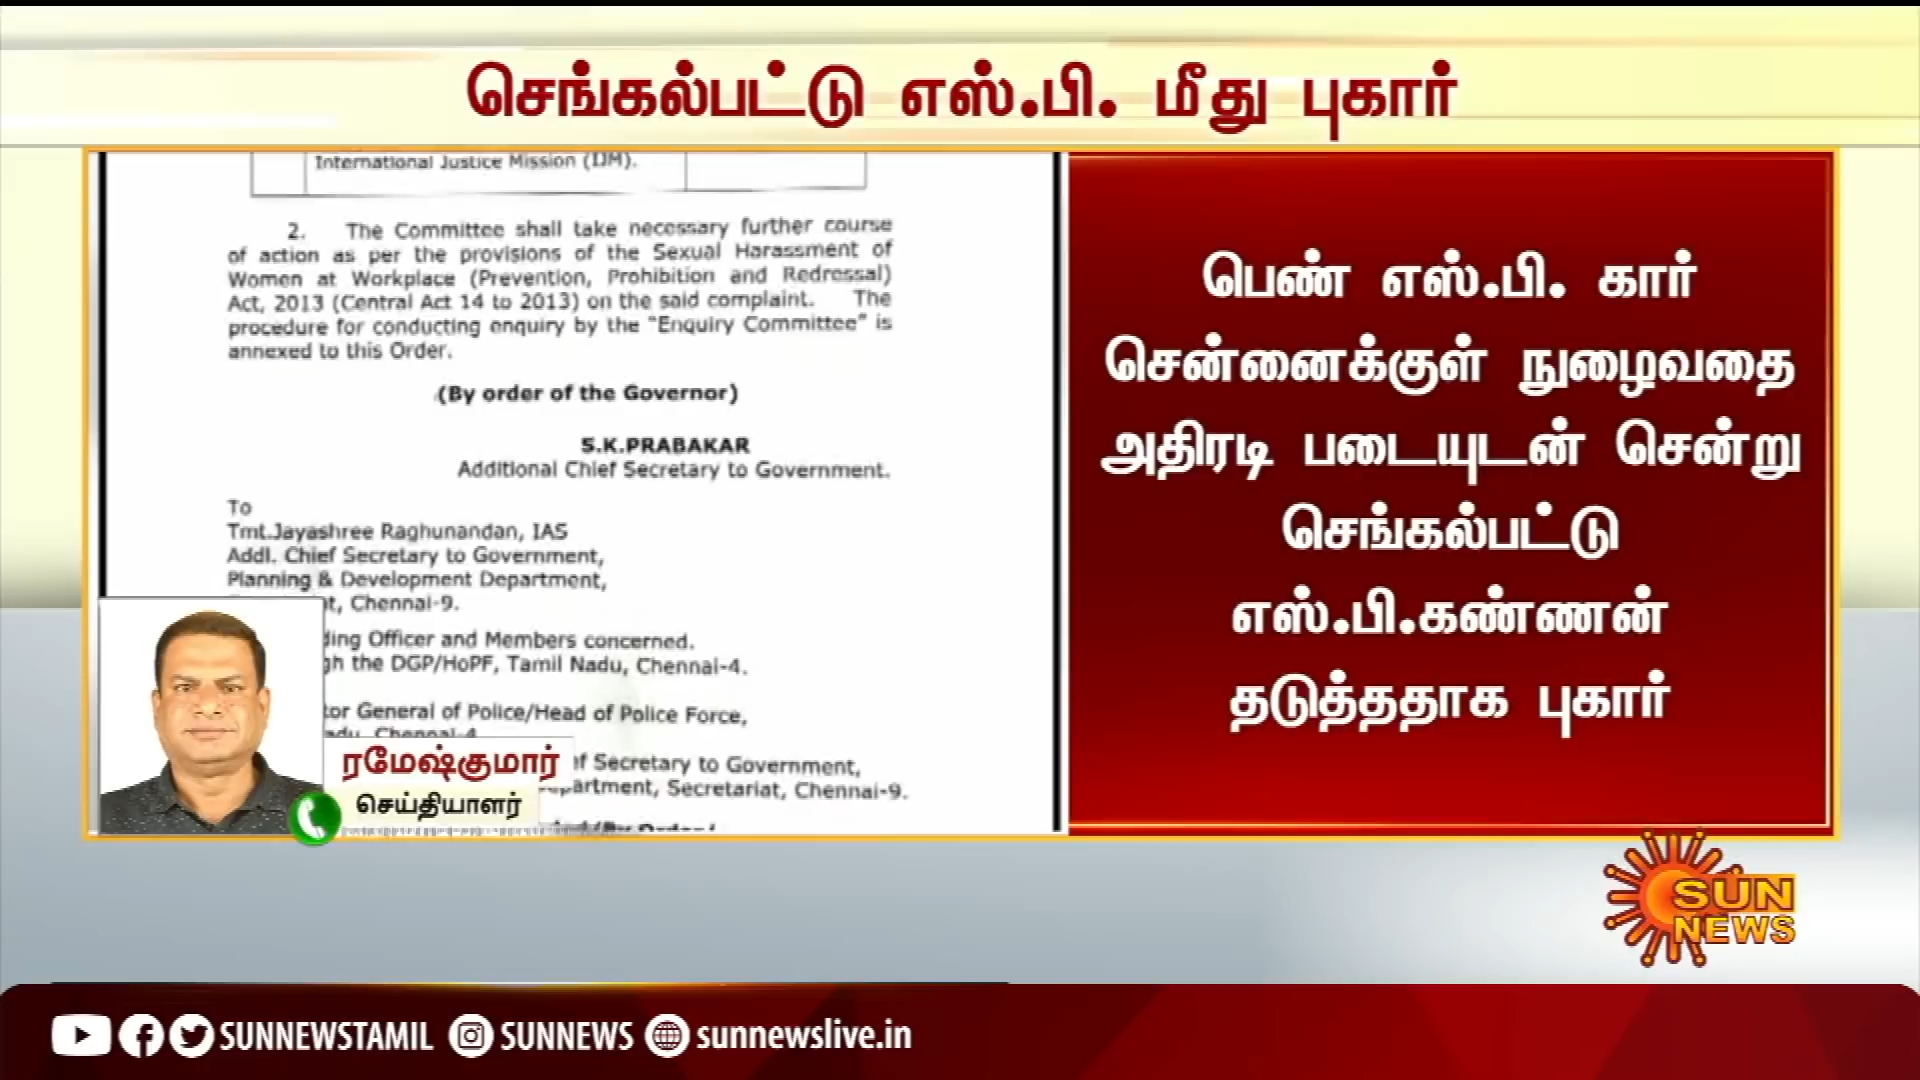 செங்கல்பட்டு எஸ்.பி. மீது புகார்
International Justice Mission (IJM).
2. The Committee shall take necessary further course
of action as per the provisions of the Sexual Harassment of
Women at Workplace (Prevention, Prohibition and Redressal)
Act, 2013 (Central Act 14 to 2013) on the said complaint. The
procedure for conducting enquiry by the "Enquiry Committee" is
annexed to this Order.
(By order of the Governor)
S.K.PRABAKAR
Additional Chief Secretary to Government.
To
Tmt.Jayashree Raghunandan, IAS
Addl. Chief Secretary to Government,
Planning & Development Department,
Chennai-9.
Officer and Members concerned.
the DGP/HoPF, Tamil Nadu, Chennai-4.
General of Police/Head of Police Force,
Chennai-4
Secretary to Government,
Secretariat, Chennai-9.
ரமேஷ்குமார்
செய்தியாளர்
பெண் எஸ்.பி. கார்
சென்னைக்குள் நுழைவதை
அதிரடி படையுடன் சென்று
செங்கல்பட்டு
எஸ்.பி.கண்ணன்
தடுத்ததாக புகார்
SUN
NEWS
SUNNEWSTAMIL SUNNEWS sunnewslive.in